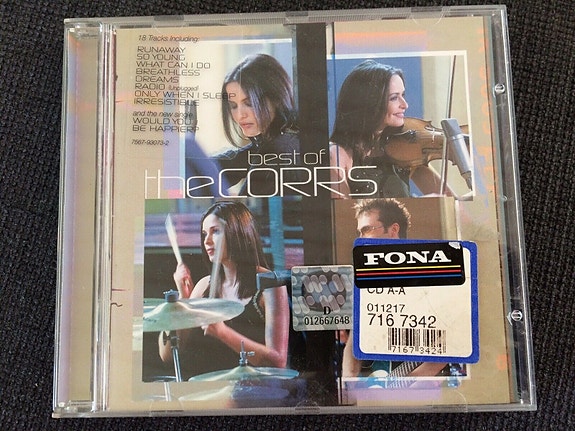 18 Tracks Including:
RUNAWAY
SO YOUNG
WHAT CAN I DO
BREATHLESS
DREAMS
RADIO (unplugged)
ONLY WHEN I SLEEP
IRRESISTIBLE
and the new single
WOULD YOU
BE HAPPIER?
7567-93073-2
best of
the CORRS
D
012667648
FONA
CD A-A
011217
716 7342
7167 3424